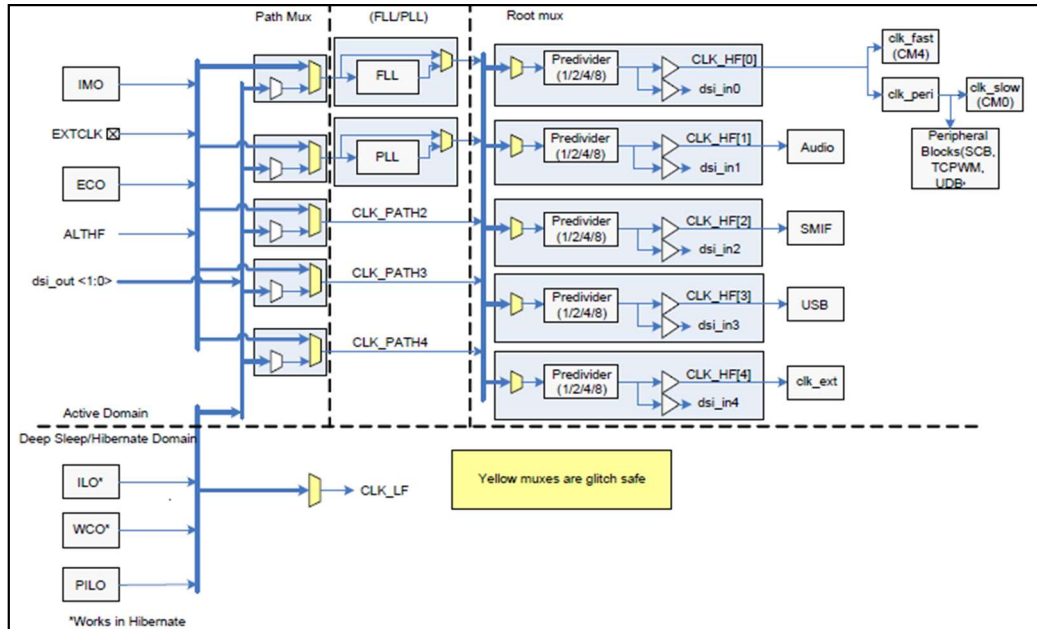 Path Mux
(FLL/PLL)
Root mux
IMO
EXTCLK
ECO
ALTHF
dsi_out <1:0>
FLL
PLL
CLK_PATH2
CLK_PATH3
CLK_PATH4
Predivider
(1/2/4/8)
CLK_HF[0]
dsi_in0
clk_fast
(CM4)
clk_peri
clk_slow
(CM0)
Peripheral
Blocks(SCB,
TCPWM,
UDB
Predivider
(1/2/4/8)
CLK_HF[1]
dsi_in1
Audio
Predivider
(1/2/4/8)
CLK_HF[2]
dsi_in2
SMIF
Predivider
(1/2/4/8)
CLK_HF[3]
dsi_in3
USB
Predivider
(1/2/4/8)
CLK_HF[4]
dsi_in4
clk_ext
Active Domain
Deep Sleep/Hibernate Domain
ILO*
WCO*
PILO
CLK_LF
Yellow muxes are glitch safe
*Works in Hibernate